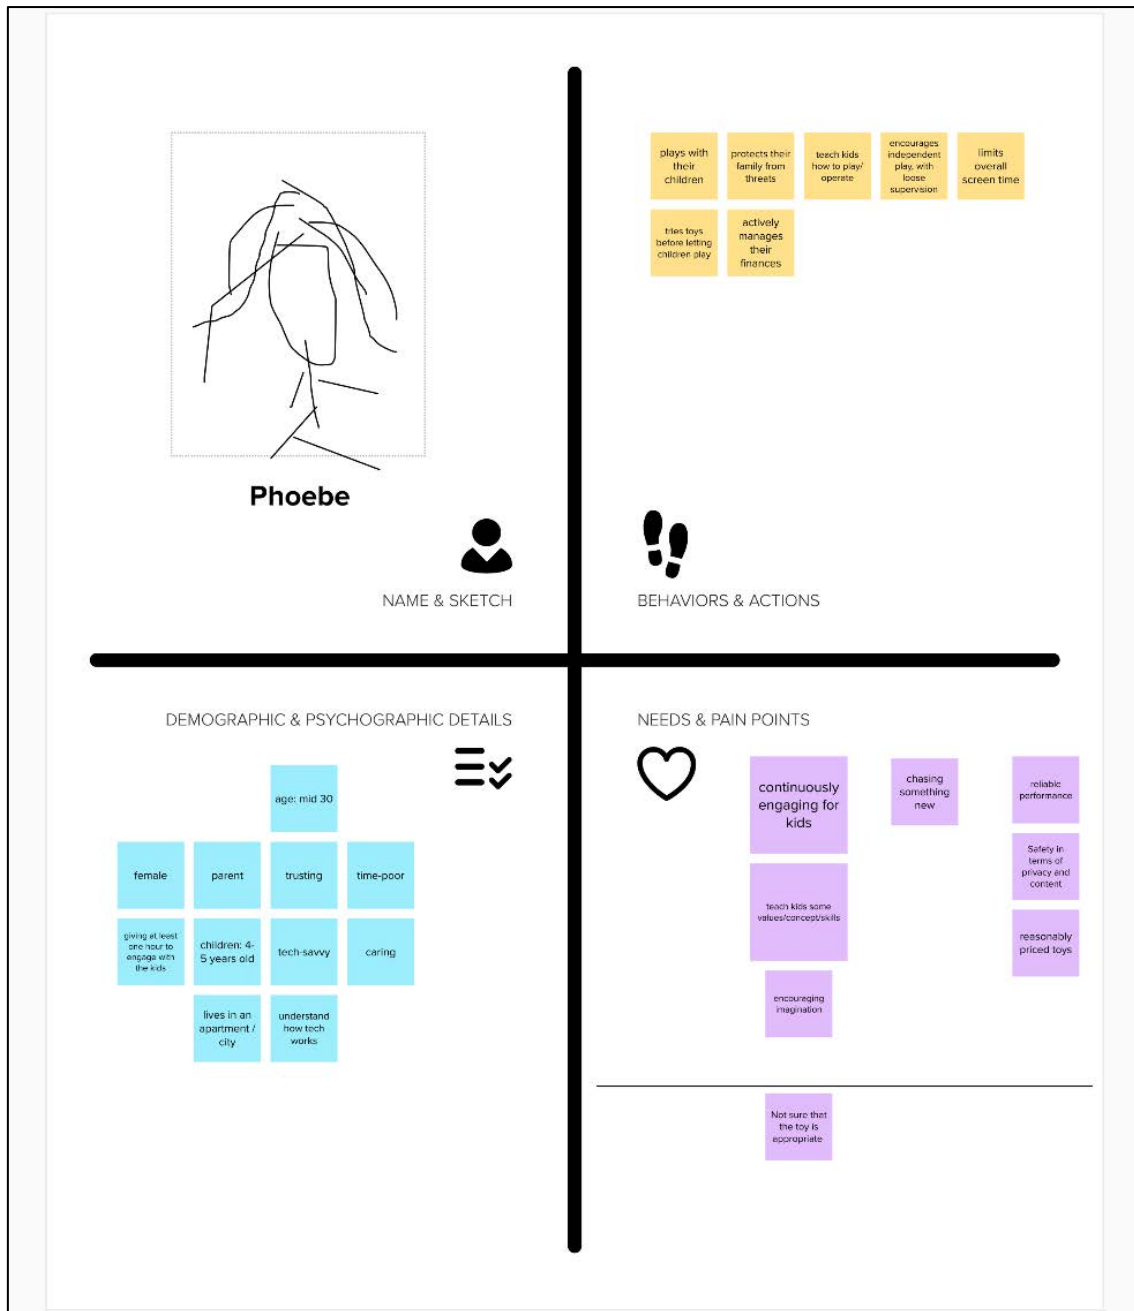 Phoebe
NAME & SKETCH
plays with
their
children
protects their
family from
threats
teach kids
how to play/
operate
encourages
independent
play, with
loose
supervision
limits
overall
screen time
tries toys
before letting
children play
actively
manages
their
finances
BEHAVIORS & ACTIONS
DEMOGRAPHIC & PSYCHOGRAPHIC DETAILS
age: mid 30
female
parent
trusting
time-poor
giving at least
one hour to
engage with
the kids
children: 4-
5 years old
tech-savvy
caring
lives in an
apartment /
city
understand
how tech
works
NEEDS & PAIN POINTS
continuously
engaging for
kids
chasing
something
new
reliable
performance
teach kids some
values/concept/skills
Safety in
terms of
privacy and
content
reasonably
priced toys
encouraging
imagination
Not sure that
the toy is
appropriate